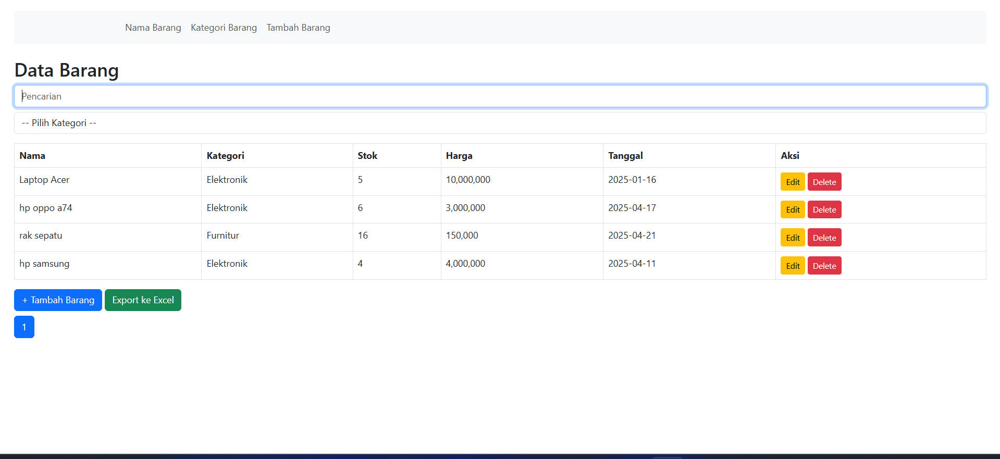 Nama Barang Kategori Barang Tambah Barang
Data Barang
Pencarian
-- Pilih Kategori --
Nama Kategori Stok Harga Tanggal Aksi
Laptop Acer Elektronik 5 10,000,000 2025-01-16 Edit Delete
hp oppo a74 Elektronik 6 3,000,000 2025-04-17 Edit Delete
rak sepatu Furnitur 16 150,000 2025-04-21 Edit Delete
hp samsung Elektronik 4 4,000,000 2025-04-11 Edit Delete
+ Tambah Barang Export ke Excel
1